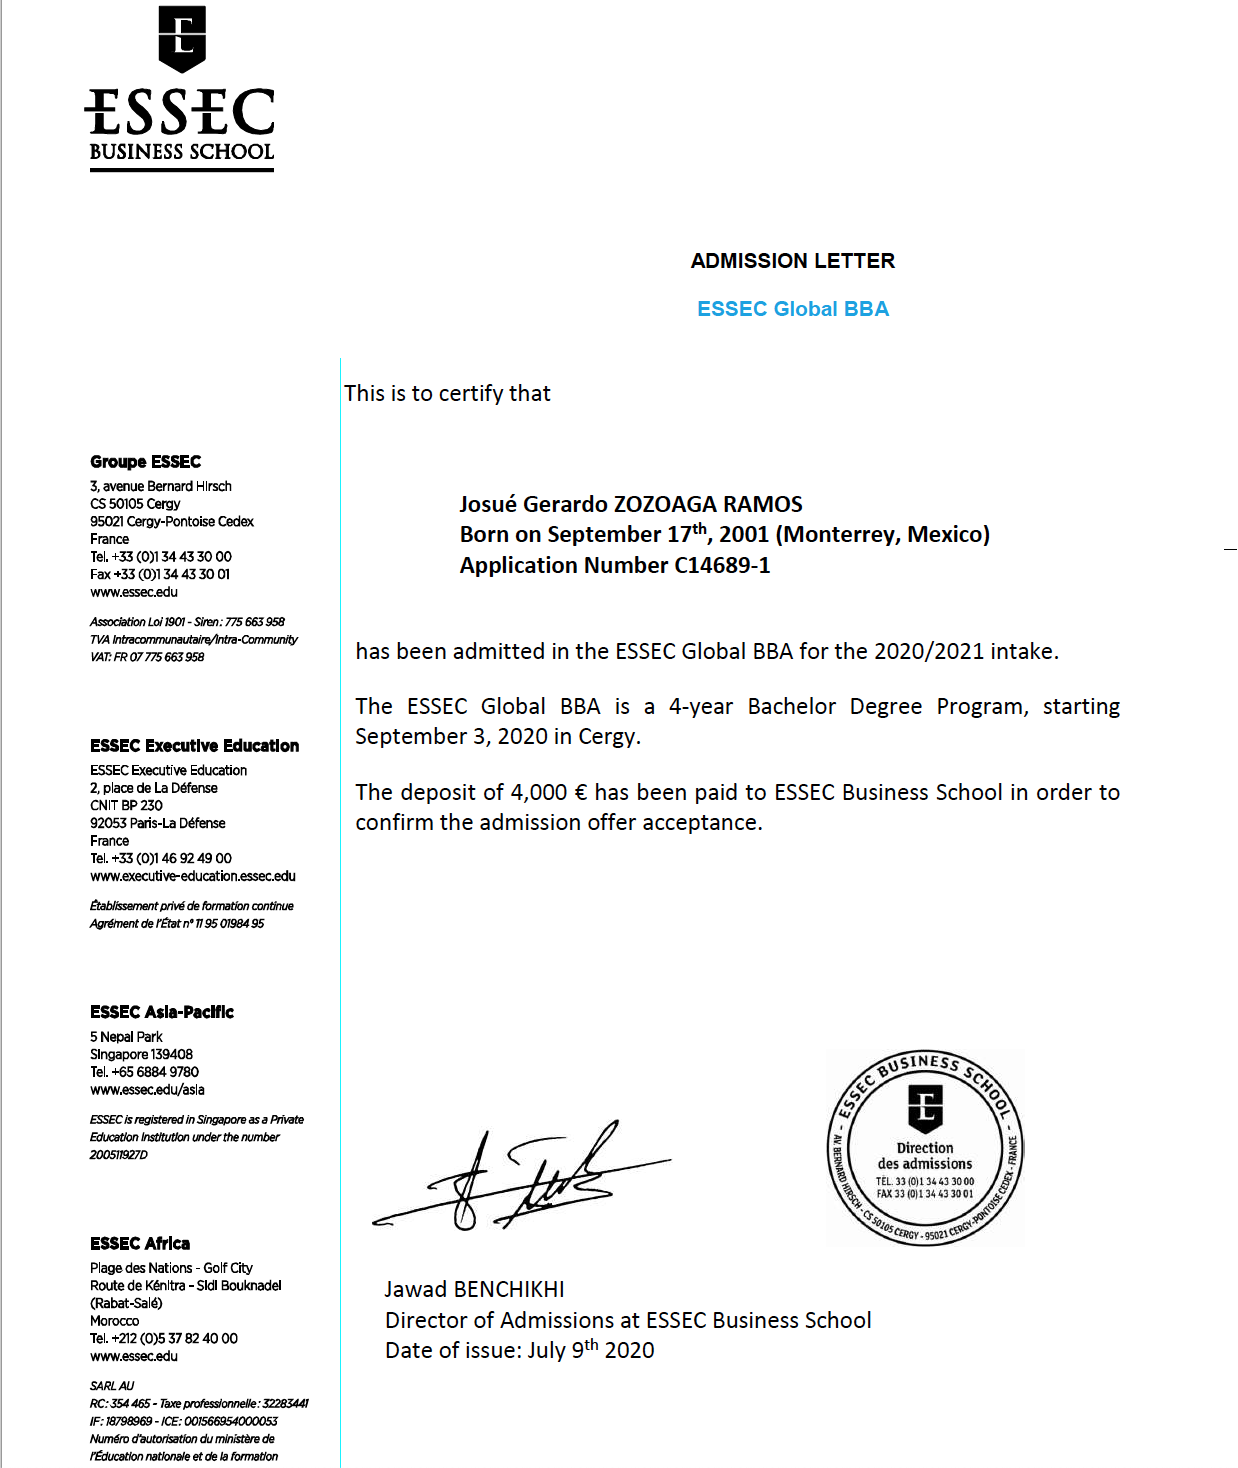 E
ESSEC
BUSINESS SCHOOL
ADMISSION LETTER
ESSEC Global BBA
This is to certify that
Josué Gerardo ZOZOAGA RAMOS
Born on September 17th, 2001 (Monterrey, Mexico)
Application Number C14689-1
has been admitted in the ESSEC Global BBA for the 2020/2021 intake.
The ESSEC Global BBA is a 4-year Bachelor Degree Program, starting
September 3, 2020 in Cergy.
The deposit of 4,000 € has been paid to ESSEC Business School in order to
confirm the admission offer acceptance.
Groupe ESSEC
3, avenue Bernard Hirsch
CS 50105 Cergy
95021 Cergy-Pontoise Cedex
France
Tel. +33 (0)1 34 43 30 00
Fax +33 (0)1 34 43 30 01
www.essec.edu
Association Loi 1901 - Siren : 775 663 958
TVA Intracommunautaire/Intra-Community
VAT: FR 07 775 663 958
ESSEC Executive Education
ESSEC Executive Education
2, place de La Défense
CNIT BP 230
92053 Paris-La Défense
France
Tel. +33 (0)1 46 92 49 00
www.executive-education.essec.edu
Établissement privé de formation continue
Agrément de l'État n° 11 95 01984 95
ESSEC Asia-Pacific
5 Nepal Park
Singapore 139408
Tel. +65 6884 9780
www.essec.edu/asia
ESSEC is registered in Singapore as a Private
Education Institution under the number
200511927D
ESSEC Africa
Plage des Nations - Golf City
Route de Kénitra - Sidi Bouknadel
(Rabat-Salé)
Morocco
Tel. +212 (0)5 37 82 40 00
www.essec.edu
SARL AU
RC : 354 465 - Taxe professionnelle : 32283441
IF : 18798969 - ICE : 001566954000053
Numéro d'autorisation du ministère de
l'Éducation nationale et de la formation
ESSEC BUSINESS SCHOOL
E
Direction
des admissions
TÉL. 33 (0)1 34 43 30 00
FAX 33 (0)1 34 43 30 01
AV. BERNARD HIRSCH - CS 50105 CERGY - 95021 CERGY-PONTOISE CEDEX - FRANCE
Jawad BENCHIKHI
Director of Admissions at ESSEC Business School
Date of issue: July 9th 2020